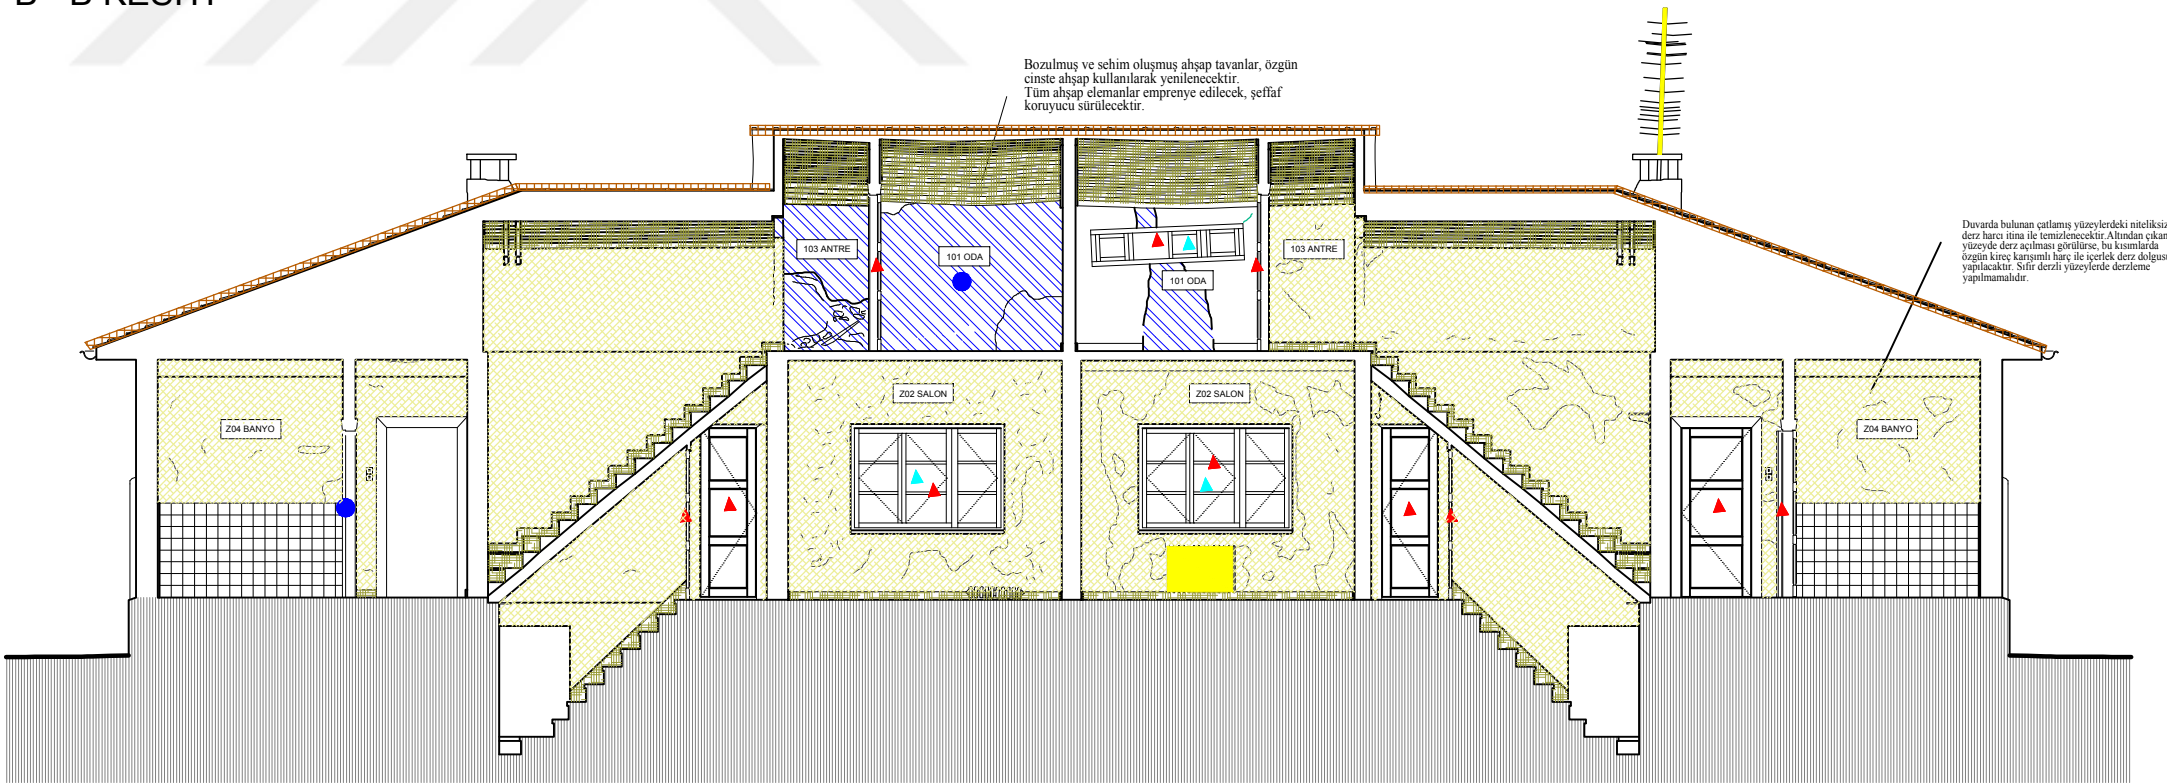 B - B KESİTİ
Bozulmuş ve sehim oluşmuş ahşap tavanlar, özgün
cinste ahşap kullanılarak yenilenecektir.
Tüm ahşap elemanlar emprenye edilecek, şeffaf
koruyucu sürülecektir.
Duvarda bulunan çatlamış yüzeylerdeki niteliksiz
derz harcı itina ile temizlenecektir.Altından çıkan
yüzeyde derz açılması görülürse, bu kısımlarda
özgün kireç karışımlı harç ile içerlek derz dolgusu
yapılacaktır. Sıfır derzli yüzeylerde derzleme
yapılmamalıdır.
103 ANTRE
101 ODA
101 ODA
103 ANTRE
Z04 BANYO
Z02 SALON
Z02 SALON
Z04 BANYO